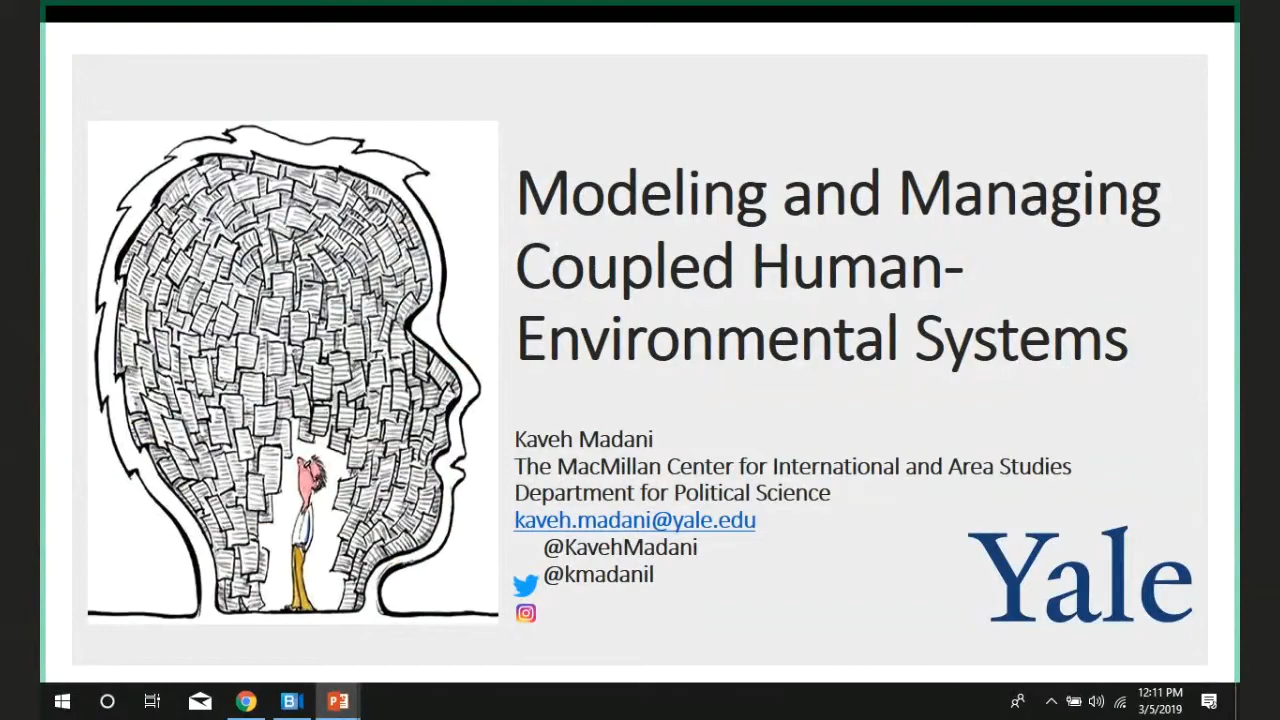 Modeling and Managing
Coupled Human-
Environmental Systems
Kaveh Madani
The MacMillan Center for International and Area Studies
Department for Political Science
kaveh.madani@yale.edu
@KavehMadani
@kmadanil
Yale
12:11 PM
3/5/2019